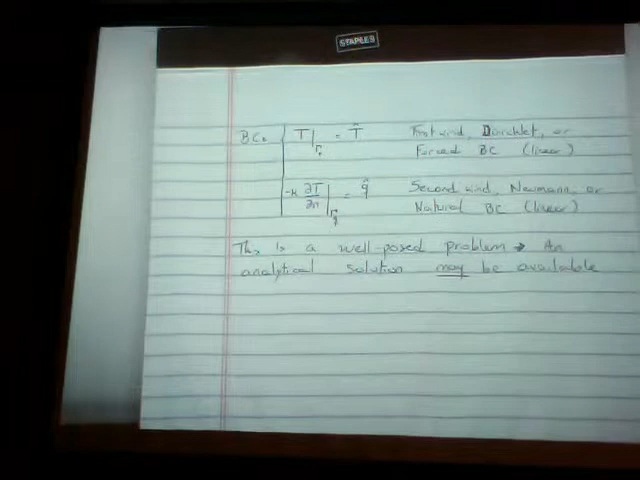 STAPLES
BCs T|Γ = T̂ First kind, Dirichlet, or
Forced BC (linear)
-k ∂T/∂n|Γq = q̂ Second kind, Neumann, or
Natural BC (linear)
This is a well-posed problem → An
analytical solution may be available